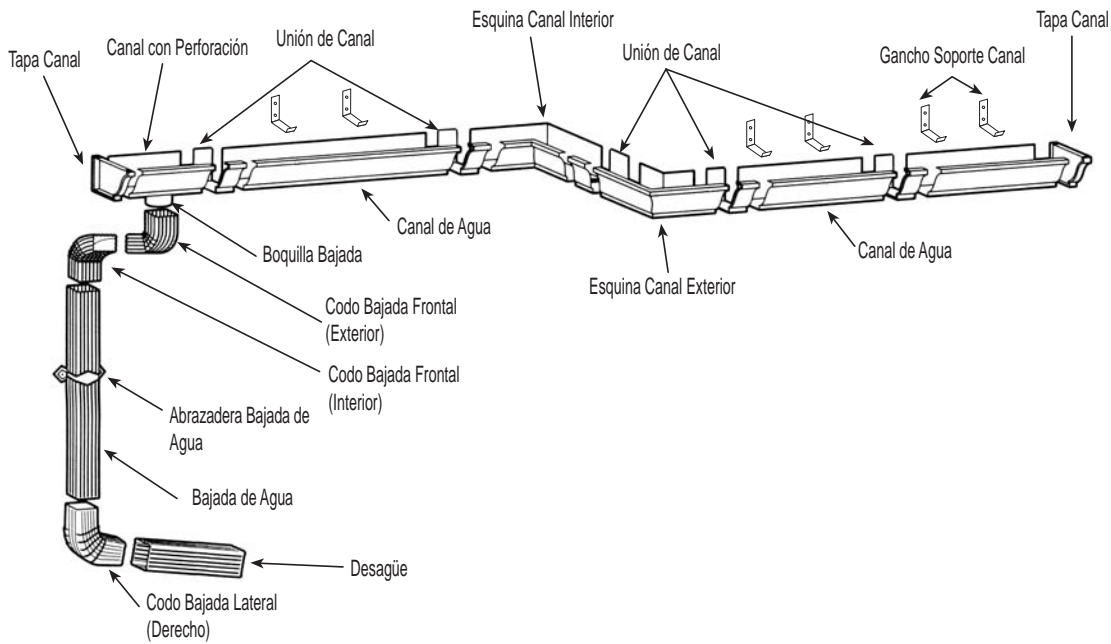 Esquina Canal Interior
Tapa Canal
Canal con Perforación
Unión de Canal
Unión de Canal
Gancho Soporte Canal
Tapa Canal
Canal de Agua
Boquilla Bajada
Canal de Agua
Esquina Canal Exterior
Codo Bajada Frontal
(Exterior)
Codo Bajada Frontal
(Interior)
Abrazadera Bajada de
Agua
Bajada de Agua
Desagüe
Codo Bajada Lateral
(Derecho)